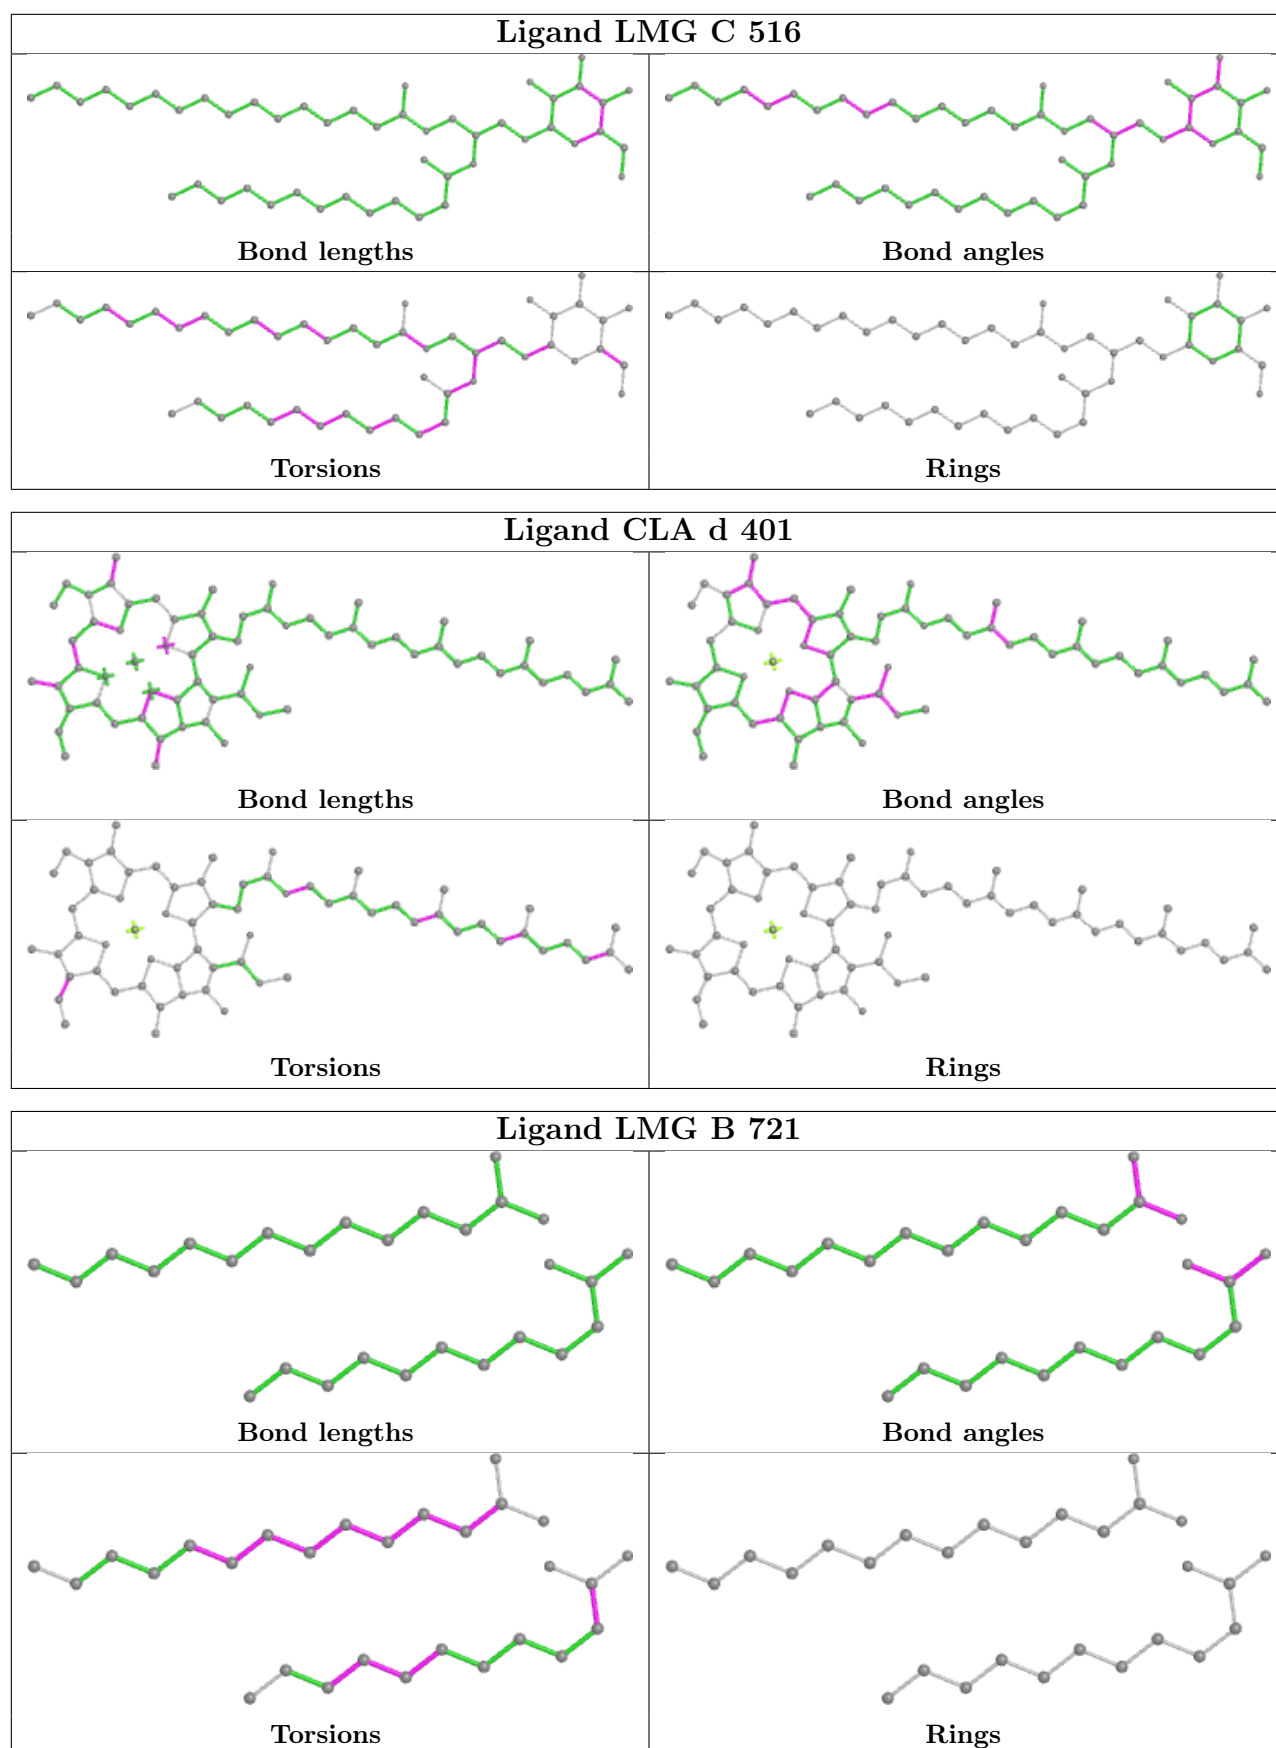 Ligand LMG C 516
Bond lengths
Bond angles
Torsions
Rings
Ligand CLA d 401
Bond lengths
Bond angles
Torsions
Rings
Ligand LMG B 721
Bond lengths
Bond angles
Torsions
Rings